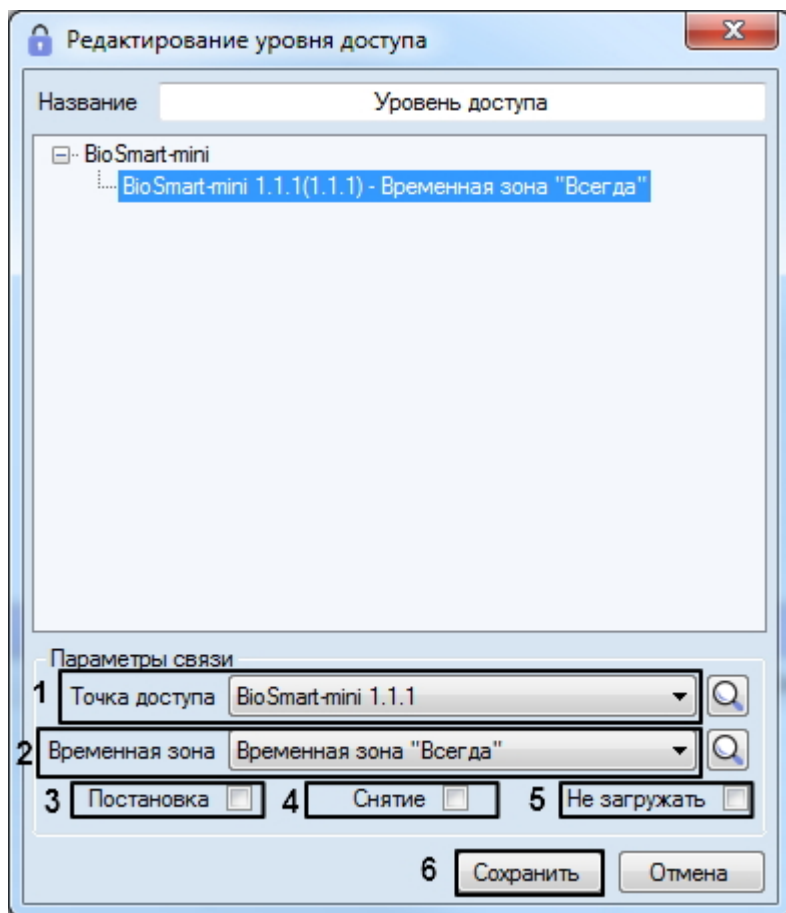 Редактирование уровня доступа
Название Уровень доступа
BioSmart-mini
BioSmart-mini 1.1.1(1.1.1) - Временная зона "Всегда"
Параметры связи
1 Точка доступа BioSmart-mini 1.1.1
2 Временная зона Временная зона "Всегда"
3 Постановка 4 Снятие 5 Не загружать
6 Сохранить Отмена